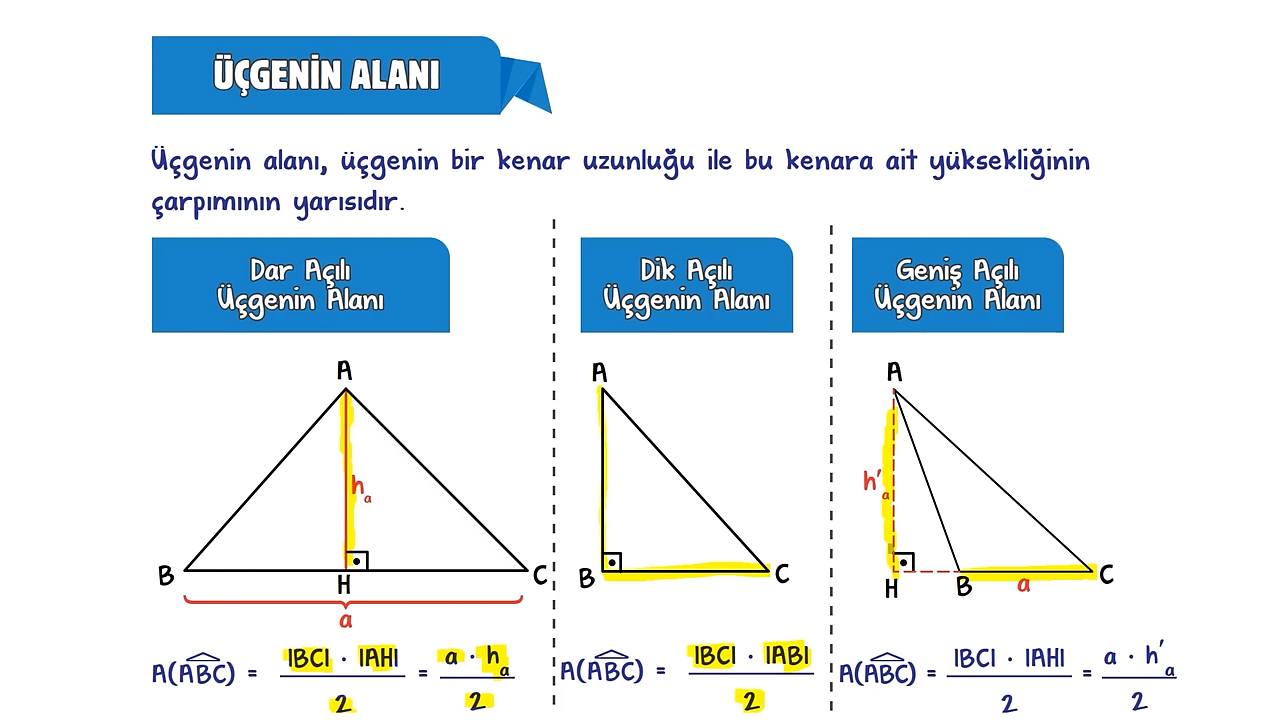 ÜÇGENİN ALANI
Üçgenin alanı, üçgenin bir kenar uzunluğu ile bu kenara ait yüksekliğinin
çarpımının yarısıdır.
Dar Açılı
Üçgenin Alanı
A
hₐ
B
H
C
a
A(ABC) = |BC| · |AH| / 2 = a · hₐ / 2
Dik Açılı
Üçgenin Alanı
A
B
C
A(ABC) = |BC| · |AB| / 2
Geniş Açılı
Üçgenin Alanı
A
h′ₐ
H
B
a
C
A(ABC) = |BC| · |AH| / 2 = a · h′ₐ / 2